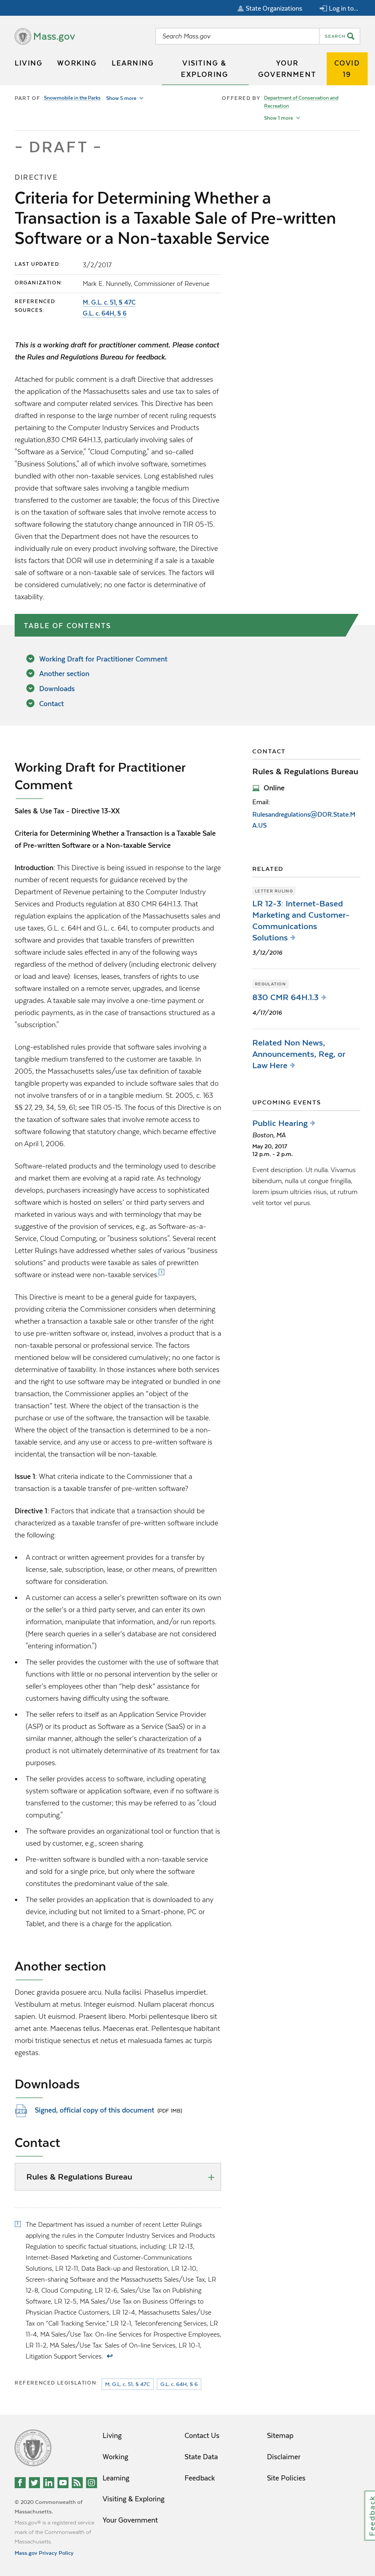 State Organizations
Log in to...
Mass.gov
Search Mass.gov
SEARCH
LIVING
WORKING
LEARNING
VISITING &
EXPLORING
YOUR
GOVERNMENT
COVID
19
PART OF Snowmobile in the Parks Show 5 more
OFFERED BY Department of Conservation and
Recreation
Show 1 more
- DRAFT -
DIRECTIVE
Criteria for Determining Whether a
Transaction is a Taxable Sale of Pre-written
Software or a Non-taxable Service
LAST UPDATED 3/2/2017
ORGANIZATION Mark E. Nunnelly, Commissioner of Revenue
REFERENCED
SOURCES
M. G.L. c. 51, § 47C
G.L. c. 64H, § 6
This is a working draft for practitioner comment. Please contact
the Rules and Regulations Bureau for feedback.
Attached for public comment is a draft Directive that addresses
the application of the Massachusetts sales and use tax to sales of
software and computer related services. This Directive has been
drafted in response to the large number of recent ruling requests
pertaining to the Computer Industry Services and Products
regulation,830 CMR 64H.1.3, particularly involving sales of
"Software as a Service," "Cloud Computing," and so-called
"Business Solutions," all of which involve software, sometimes
bundled with other non-taxable services. Long established rules
provide that software sales involving a tangible medium
transferred to the customer are taxable; the focus of this Directive
is on the taxation of software sales that involve remote access to
software following the statutory change announced in TIR 05-15.
Given that the Department does not have the resources to
individually rule on every product involving software, the Directive
lists factors that DOR will use in determining if a sale is a taxable
sale of software or a non-taxable sale of services. The factors will
be considered cumulatively; no one factor is determinative of
taxability.
TABLE OF CONTENTS
Working Draft for Practitioner Comment
Another section
Downloads
Contact
Working Draft for Practitioner
Comment
Sales & Use Tax - Directive 13-XX
Criteria for Determining Whether a Transaction is a Taxable Sale
of Pre-written Software or a Non-taxable Service
Introduction: This Directive is being issued in response to the large
number of recent requests for guidance received by the
Department of Revenue pertaining to the Computer Industry
Services and Products regulation at 830 CMR 64H.1.3. That
regulation explains the application of the Massachusetts sales and
use taxes, G.L. c. 64H and G.L. c. 64I, to computer products and
software and provides that taxable transfers of prewritten
software include sales effected in any of the following ways
regardless of the method of delivery (including electronic delivery
or load and leave): licenses, leases, transfers of rights to use
software installed on a remote server, upgrades, and license
upgrades. A taxable sale may involve a one-time charge or
periodic payments, as in the case of transactions structured as a
"subscription."
Long-established rules provide that software sales involving a
tangible medium transferred to the customer are taxable. In
2005, the Massachusetts sales/use tax definition of taxable
tangible property was expanded to include software sales that do
not involve transfers of or in a tangible medium. St. 2005, c. 163
§§ 27, 29, 34, 59, 61; see TIR 05-15. The focus of this Directive is on
the taxation of software sales that involve remote access to
software following that statutory change, which became effective
on April 1, 2006.
Software-related products and the terminology used to describe
or market them are evolving at a rapid rate. As technology
develops, purchasers increasingly have access to sophisticated
software which is hosted on sellers' or third party servers and
marketed in various ways and with terminology that may be
suggestive of the provision of services, e.g., as Software-as-a-
Service, Cloud Computing, or "business solutions". Several recent
Letter Rulings have addressed whether sales of various "business
solutions" and products were taxable as sales of prewritten
software or instead were non-taxable services.[1]
This Directive is meant to be a general guide for taxpayers,
providing criteria the Commissioner considers when determining
whether a transaction is a taxable sale or other transfer of the right
to use pre-written software or, instead, involves a product that is a
non-taxable personal or professional service. The factors
mentioned below will be considered cumulatively; no one factor is
determinative of taxability. In those instances where both services
and the right to use software may be integrated or bundled in one
transaction, the Commissioner applies an "object of the
transaction" test. Where the object of the transaction is the
purchase or use of the software, the transaction will be taxable.
Where the object of the transaction is determined to be a non-
taxable service, and any use or access to pre-written software is
incidental, the transaction will be non-taxable.
Issue 1: What criteria indicate to the Commissioner that a
transaction is a taxable transfer of pre-written software?
Directive 1: Factors that indicate that a transaction should be
characterized as a taxable transfer of pre-written software include
the following:
• A contract or written agreement provides for a transfer by
license, sale, subscription, lease, or other means, of prewritten
software for consideration.
• A customer can access a seller's prewritten software on its own
or the seller's or a third party server, and can enter its own
information, manipulate that information, and/or run reports.
(Mere search queries in a seller's database are not considered
"entering information.")
• The seller provides the customer with the use of software that
functions with little or no personal intervention by the seller or
seller's employees other than "help desk" assistance for
customers having difficulty using the software.
• The seller refers to itself as an Application Service Provider
(ASP) or its product as Software as a Service (SaaS) or in a
similar manner, although the seller's characterization of a
product is not ultimately determinative of its treatment for tax
purposes.
• The seller provides access to software, including operating
system software or application software, even if no software is
transferred to the customer; this may be referred to as "cloud
computing."
• The software provides an organizational tool or function that is
used by customer, e.g., screen sharing.
• Pre-written software is bundled with a non-taxable service
and sold for a single price, but only where the software
constitutes the predominant value of the sale.
• The seller provides an application that is downloaded to any
device, including but not limited to a Smart-phone, PC or
Tablet, and there is a charge for the application.
Another section
Donec gravida posuere arcu. Nulla facilisi. Phasellus imperdiet.
Vestibulum at metus. Integer euismod. Nullam placerat rhoncus
sapien. Ut euismod. Praesent libero. Morbi pellentesque libero sit
amet ante. Maecenas tellus. Maecenas erat. Pellentesque habitant
morbi tristique senectus et netus et malesuada fames ac turpis
egestas.
Downloads
Signed, official copy of this document (PDF 1MB)
Contact
Rules & Regulations Bureau
[1] The Department has issued a number of recent Letter Rulings
applying the rules in the Computer Industry Services and Products
Regulation to specific factual situations, including: LR 12-13,
Internet-Based Marketing and Customer-Communications
Solutions, LR 12-11, Data Back-up and Restoration, LR 12-10,
Screen-sharing Software and the Massachusetts Sales/Use Tax, LR
12-8, Cloud Computing, LR 12-6, Sales/Use Tax on Publishing
Software, LR 12-5, MA Sales/Use Tax on Business Offerings to
Physician Practice Customers, LR 12-4, Massachusetts Sales/Use
Tax on "Call Tracking Service," LR 12-1, Teleconferencing Services, LR
11-4, MA Sales/Use Tax: On-line Services for Prospective Employees,
LR 11-2, MA Sales/Use Tax: Sales of On-line Services, LR 10-1,
Litigation Support Services. ↩
REFERENCED LEGISLATION M. G.L. c. 51, § 47C G.L. c. 64H, § 6
CONTACT
Rules & Regulations Bureau
Online
Email:
Rulesandregulations@DOR.State.M
A.US
RELATED
LETTER RULING
LR 12-3: Internet-Based
Marketing and Customer-
Communications
Solutions
3/12/2016
REGULATION
830 CMR 64H.1.3
4/17/2016
Related Non News,
Announcements, Reg, or
Law Here
UPCOMING EVENTS
Public Hearing
Boston, MA
May 20, 2017
12 p.m. - 2 p.m.
Event description. Ut nulla. Vivamus
bibendum, nulla ut congue fringilla,
lorem ipsum ultricies risus, ut rutrum
velit tortor vel purus.
Living
Working
Learning
Visiting & Exploring
Your Government
Contact Us
State Data
Feedback
Sitemap
Disclaimer
Site Policies
© 2020 Commonwealth of
Massachusetts.
Mass.gov® is a registered service
mark of the Commonwealth of
Massachusetts.
Mass.gov Privacy Policy
Feedback